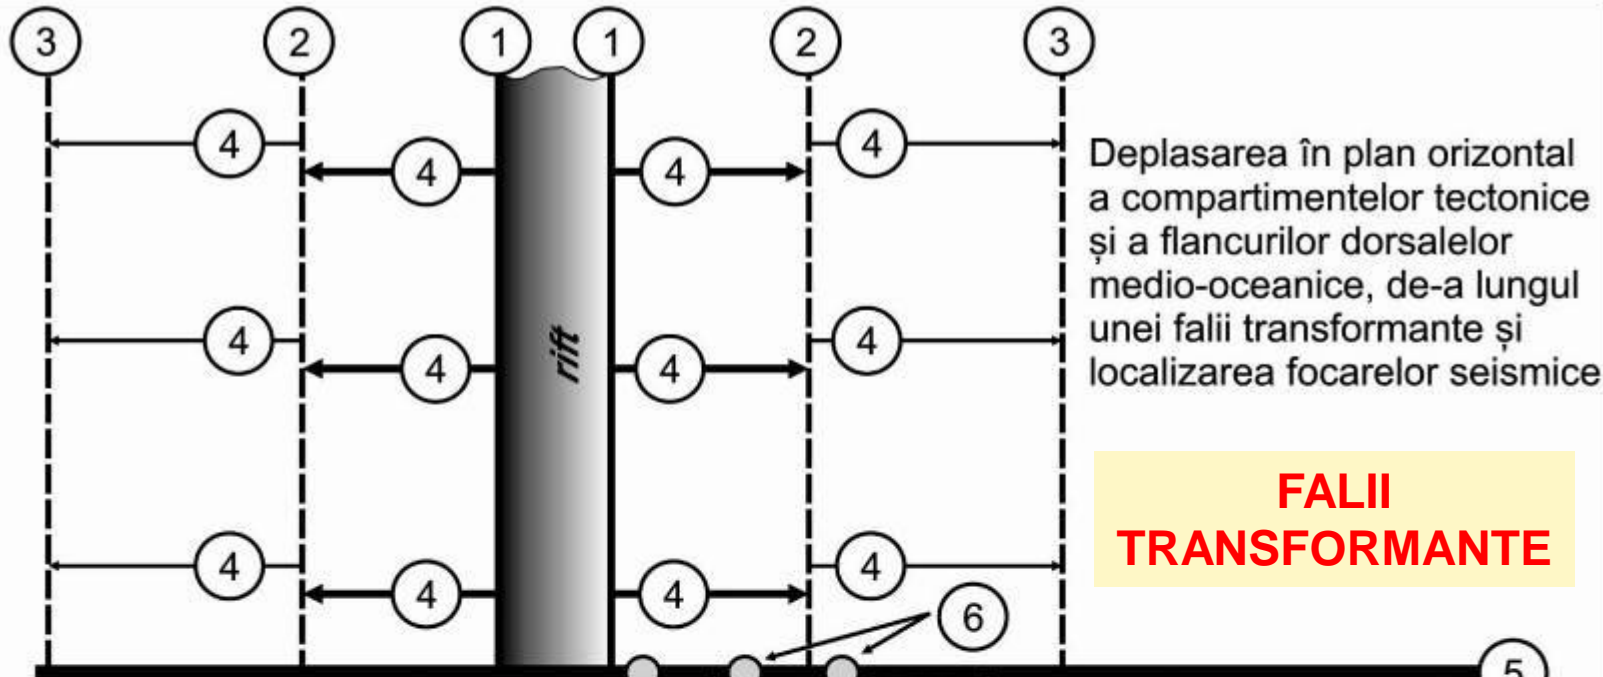 3 2 1 1 2 3
4 4
4 4
Deplasarea în plan orizontal
a compartimentelor tectonice
și a flancurilor dorsalelor
medio-oceanice, de-a lungul
unei falii transformante și
localizarea focarelor seismice
4 4
rift
4 4
FALII
TRANSFORMANTE
4 4
4 4
6
5